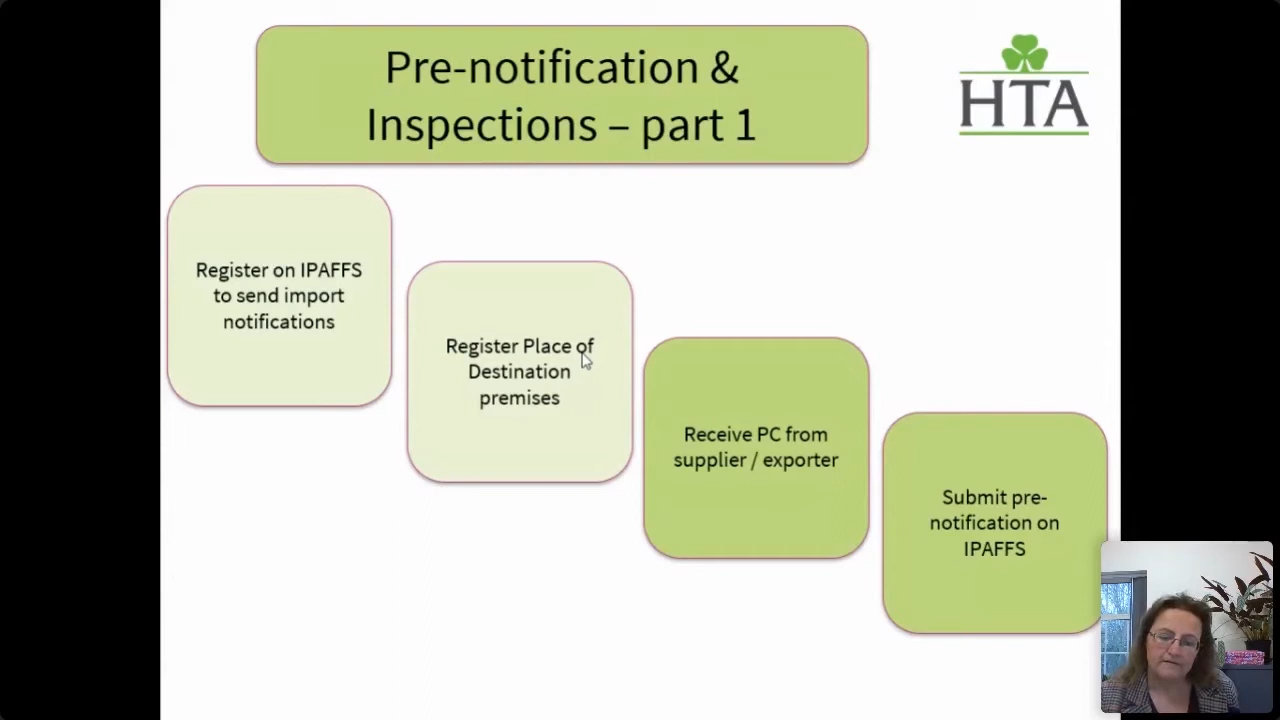 Pre-notification &
Inspections – part 1
HTA
Register on IPAFFS
to send import
notifications
Register Place of
Destination
premises
Receive PC from
supplier / exporter
Submit pre-
notification on
IPAFFS